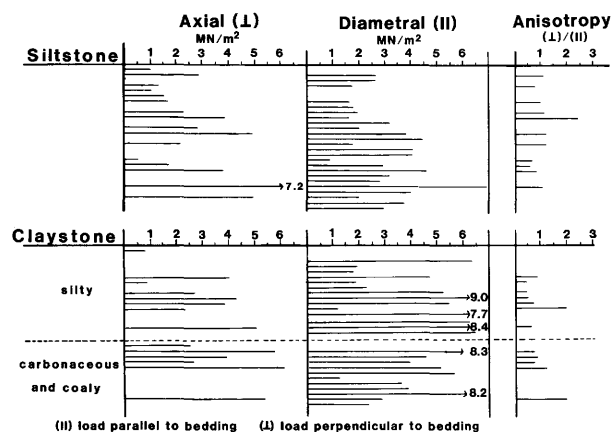 Axial (⊥) Diametral (||) Anisotropy
MN/m² MN/m² (⊥)/(||)
Siltstone 1 2 3 4 5 6 1 2 3 4 5 6 1 2 3
7.2
Claystone 1 2 3 4 5 6 1 2 3 4 5 6 1 2 3
silty
9.0
7.7
8.4
8.3
carbonaceous
and coaly
8.2
(||) load parallel to bedding (⊥) load perpendicular to bedding